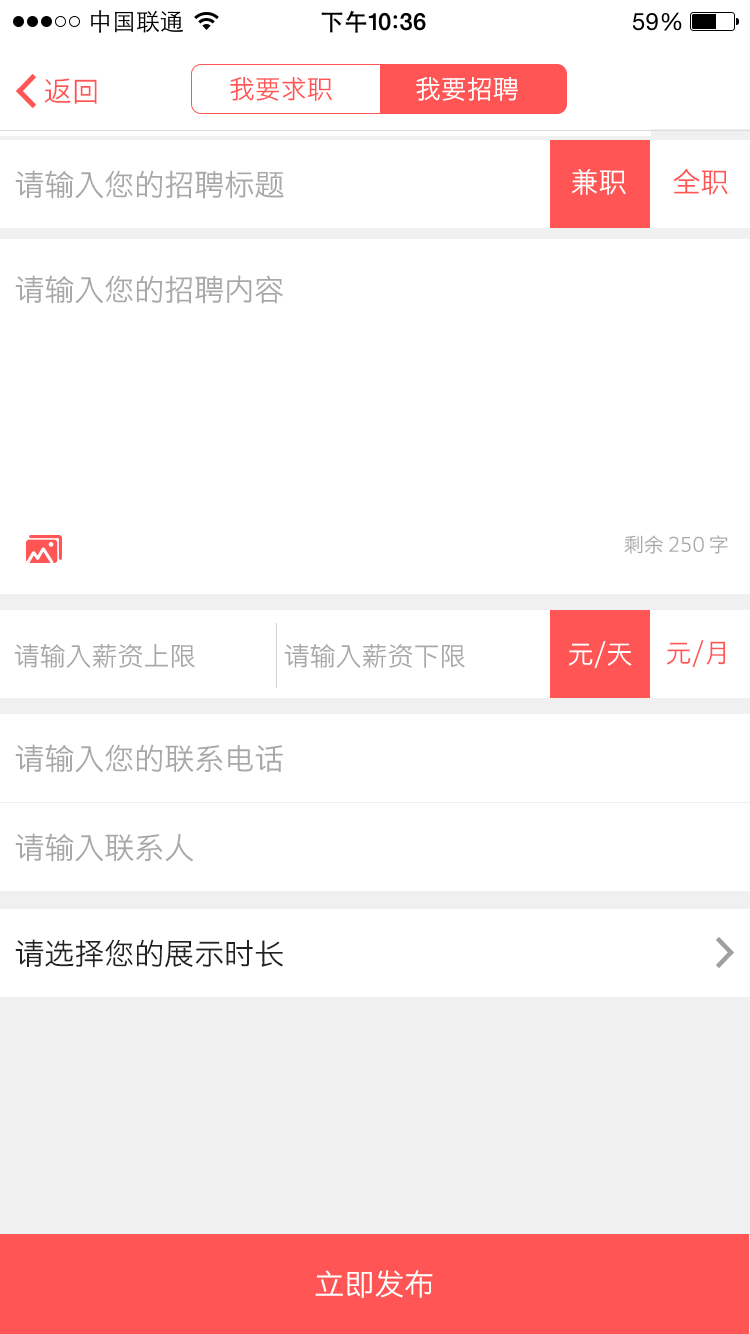 中国联通 下午10:36 59%
返回 我要求职 我要招聘
请输入您的招聘标题 兼职 全职
请输入您的招聘内容
剩余 250 字
请输入薪资上限 请输入薪资下限 元/天 元/月
请输入您的联系电话
请输入联系人
请选择您的展示时长
立即发布